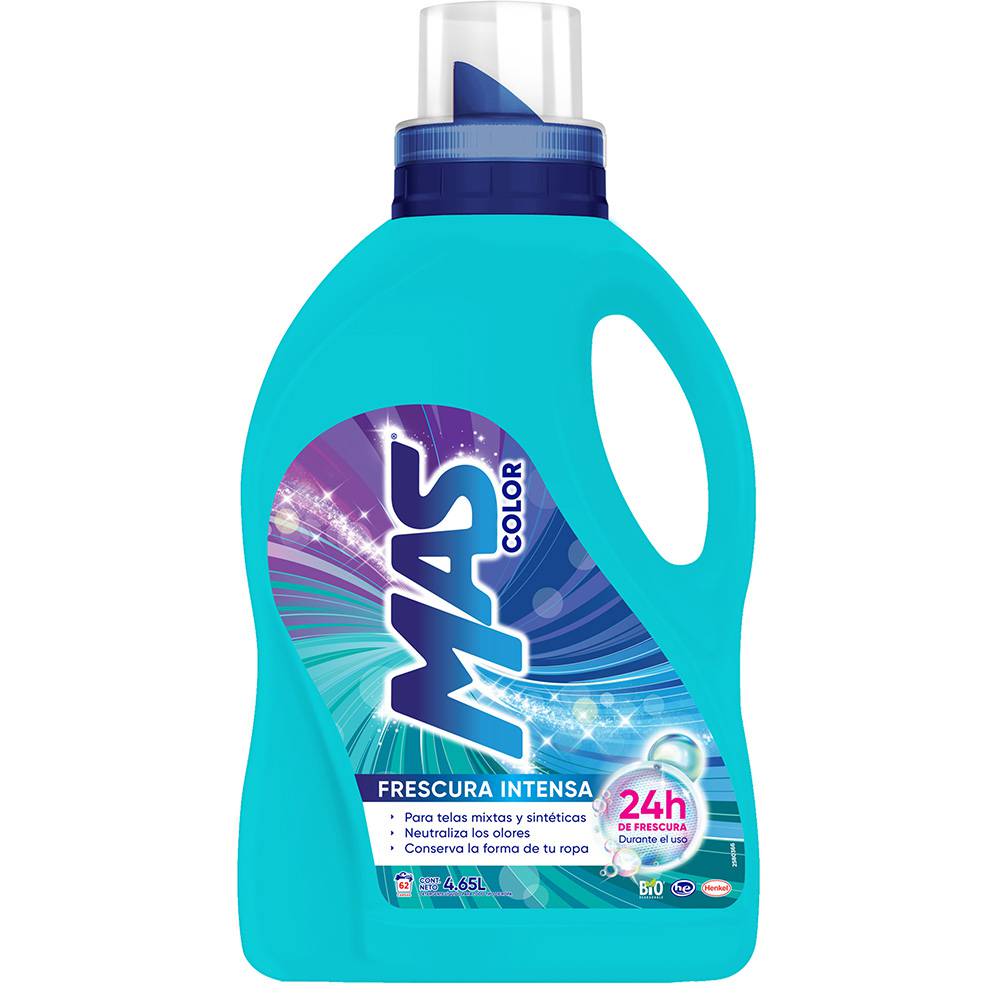 MAS®
COLOR
FRESCURA INTENSA
› Para telas mixtas y sintéticas
› Neutraliza los olores
› Conserva la forma de tu ropa
24h
DE FRESCURA
Durante el uso
62
CONT.
NETO 4.65L
BIO
he
Henkel
2580366